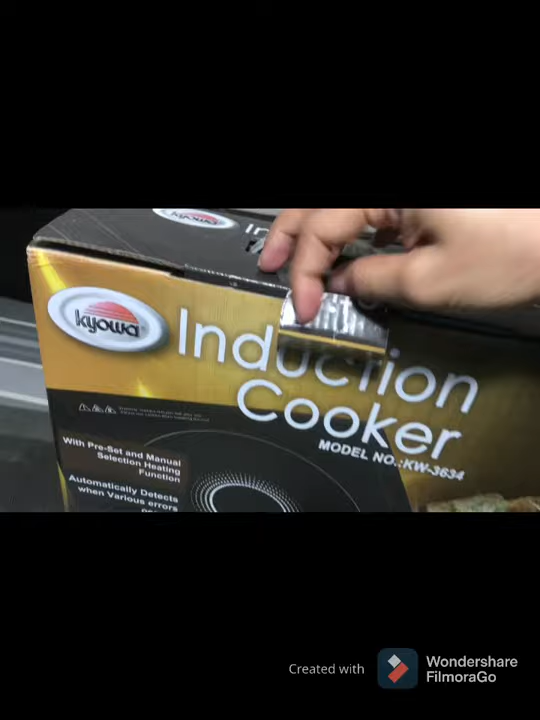 kyowa
Induction
Cooker
MODEL NO.:KW-3634
With Pre-Set and Manual
Selection Heating
Function
Automatically Detects
when Various errors
Created with
Wondershare
FilmoraGo